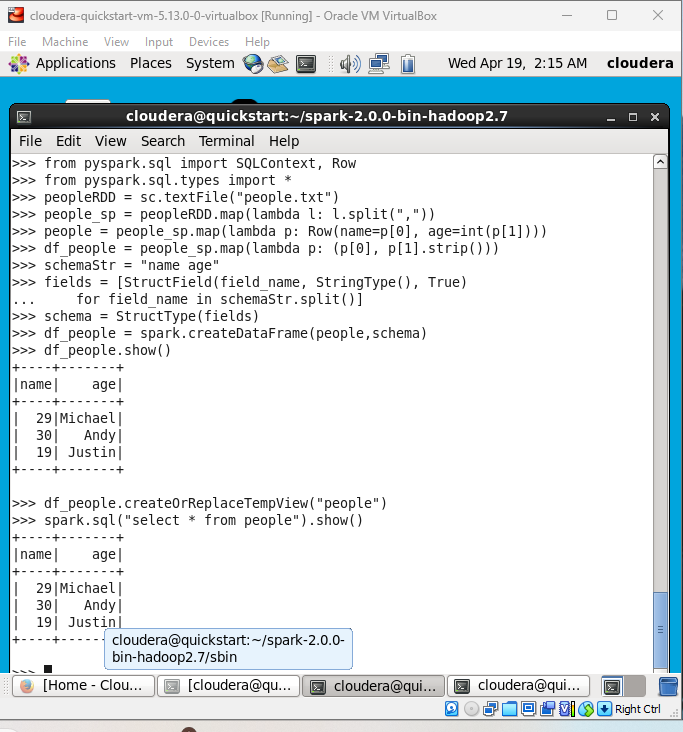 cloudera-quickstart-vm-5.13.0-0-virtualbox [Running] - Oracle VM VirtualBox
File Machine View Input Devices Help
Applications Places System Wed Apr 19, 2:15 AM cloudera
cloudera@quickstart:~/spark-2.0.0-bin-hadoop2.7
File Edit View Search Terminal Help
>>> from pyspark.sql import SQLContext, Row
>>> from pyspark.sql.types import *
>>> peopleRDD = sc.textFile("people.txt")
>>> people_sp = peopleRDD.map(lambda l: l.split(","))
>>> people = people_sp.map(lambda p: Row(name=p[0], age=int(p[1])))
>>> df_people = people_sp.map(lambda p: (p[0], p[1].strip()))
>>> schemaStr = "name age"
>>> fields = [StructField(field_name, StringType(), True)
...     for field_name in schemaStr.split()]
>>> schema = StructType(fields)
>>> df_people = spark.createDataFrame(people,schema)
>>> df_people.show()
+----+-------+
|name|    age|
+----+-------+
|  29|Michael|
|  30|   Andy|
|  19| Justin|
+----+-------+
>>> df_people.createOrReplaceTempView("people")
>>> spark.sql("select * from people").show()
+----+-------+
|name|    age|
+----+-------+
|  29|Michael|
|  30|   Andy|
|  19| Justin|
+----+------
cloudera@quickstart:~/spark-2.0.0-
bin-hadoop2.7/sbin
>>>
[Home - Clou... [cloudera@qu... cloudera@qui... cloudera@qui...
Right Ctrl